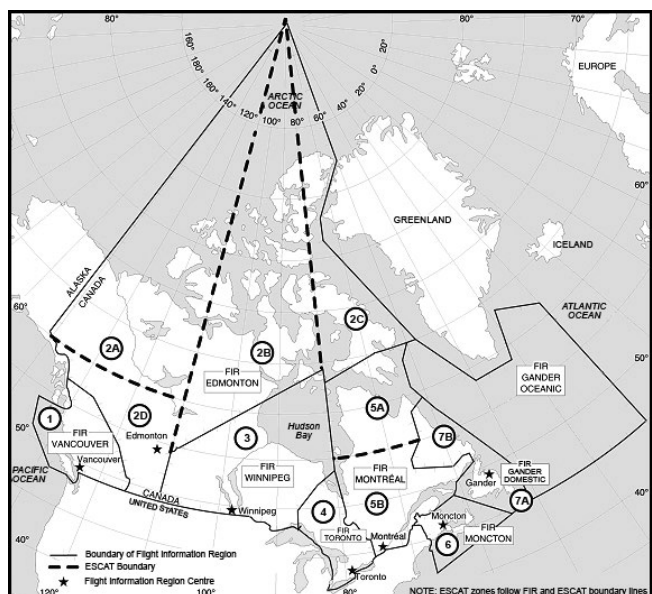 80°
80°
70°
160°
180°
160°
140°
120°
100°
80°
60°
40°
20°
0°
20°
ARCTIC
OCEAN
EUROPE
70°
60°
GREENLAND
ICELAND
ATLANTIC
OCEAN
ALASKA
CANADA
60°
2A
2B
2C
FIR
EDMONTON
FIR
GANDER
OCEANIC
50°
50°
1
2D
Edmonton
3
Hudson
Bay
5A
7B
FIR
VANCOUVER
Vancouver
PACIFIC
OCEAN
FIR
WINNIPEG
Winnipeg
FIR
MONTRÉAL
Gander
FIR
GANDER
DOMESTIC
7A
40°
CANADA
UNITED STATES
4
5B
FIR
TORONTO
Montréal
Moncton
FIR
MONCTON
6
Toronto
40°
Boundary of Flight Information Region
ESCAT Boundary
Flight Information Region Centre
120°
100°
80°
60°
NOTE: ESCAT zones follow FIR and ESCAT boundary lines